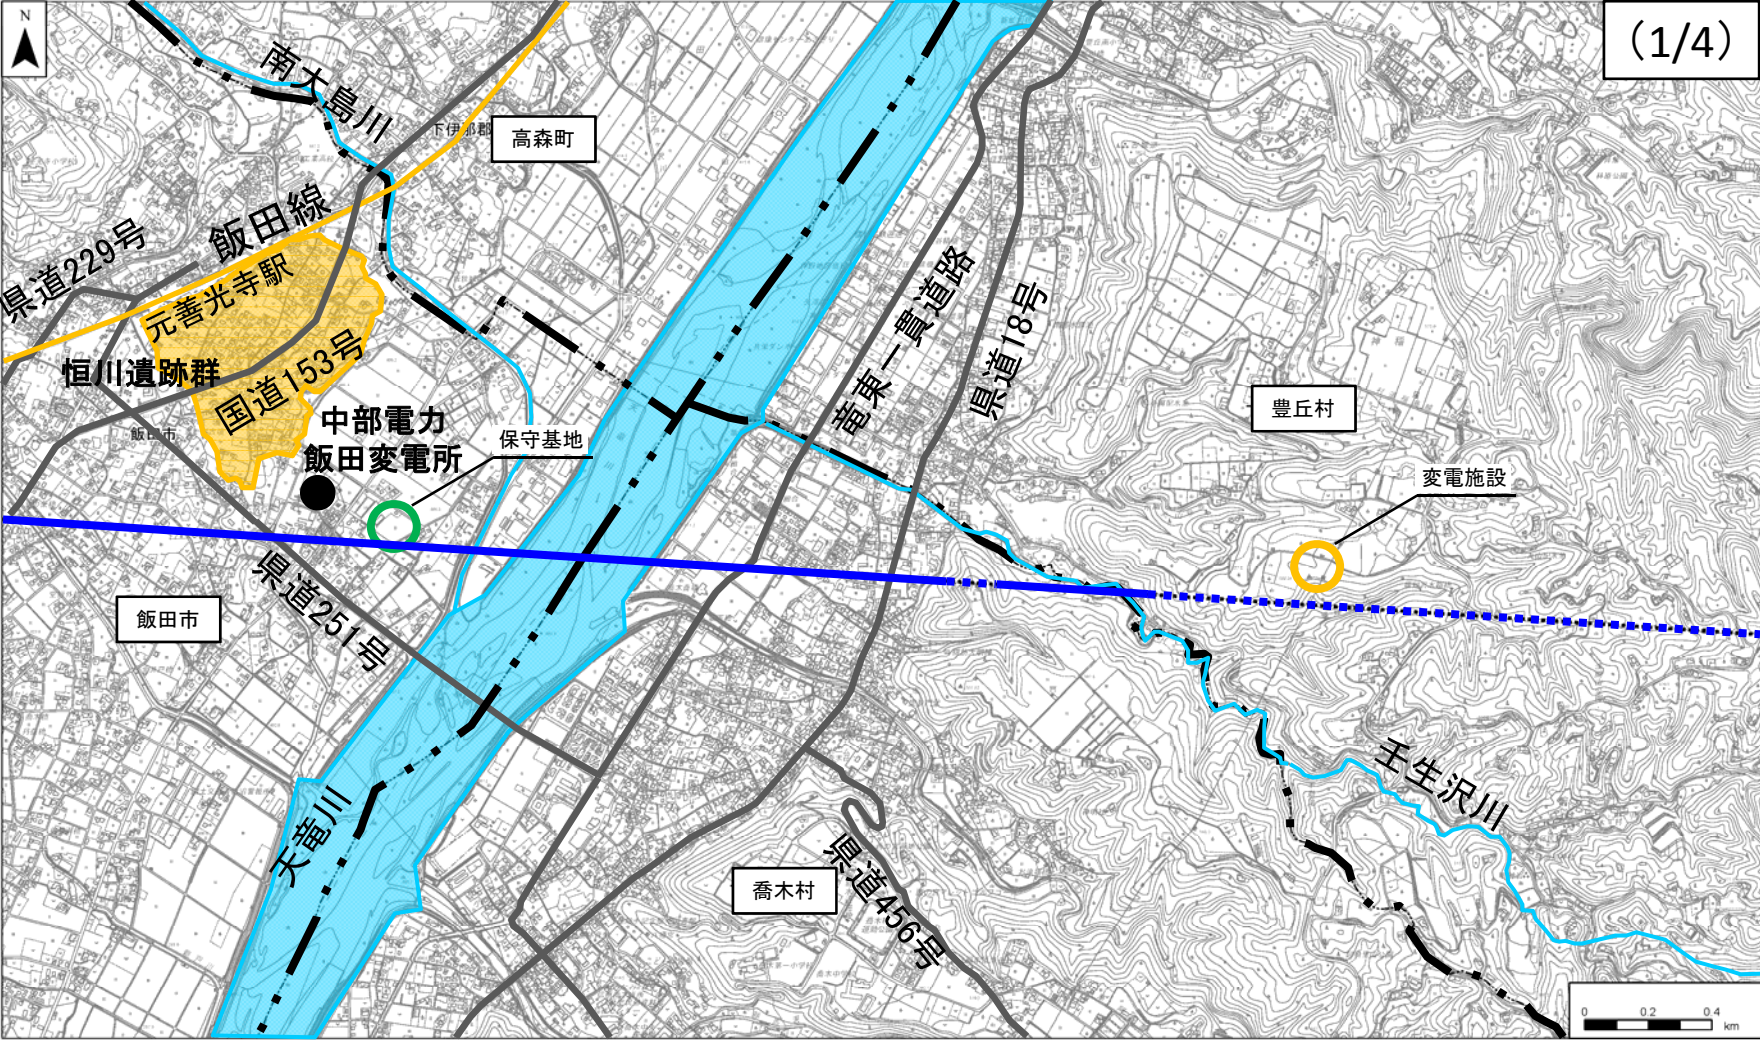 N
(1/4)
南大島川
下伊那郡
高森町
県道229号
飯田線
元善光寺駅
恒川遺跡群
国道153号
飯田市
中部電力
飯田変電所
保守基地
竜東一貫道路
県道18号
豊丘村
変電施設
飯田市
県道251号
天竜川
壬生沢川
喬木村
県道456号
0 0.2 0.4
km